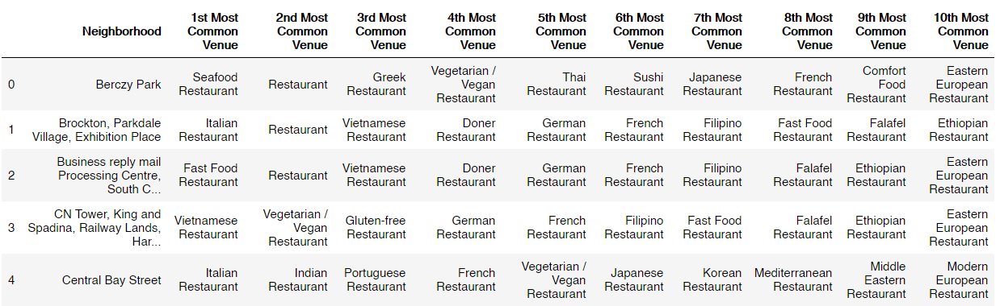 Neighborhood 1st Most Common Venue 2nd Most Common Venue 3rd Most Common Venue 4th Most Common Venue 5th Most Common Venue 6th Most Common Venue 7th Most Common Venue 8th Most Common Venue 9th Most Common Venue 10th Most Common Venue
0 Berczy Park Seafood Restaurant Restaurant Greek Restaurant Vegetarian / Vegan Restaurant Thai Restaurant Sushi Restaurant Japanese Restaurant French Restaurant Comfort Food Restaurant Eastern European Restaurant
1 Brockton, Parkdale Village, Exhibition Place Italian Restaurant Restaurant Vietnamese Restaurant Doner Restaurant German Restaurant French Restaurant Filipino Restaurant Fast Food Restaurant Falafel Restaurant Ethiopian Restaurant
2 Business reply mail Processing Centre, South C... Fast Food Restaurant Restaurant Vietnamese Restaurant Doner Restaurant German Restaurant French Restaurant Filipino Restaurant Falafel Restaurant Ethiopian Restaurant Eastern European Restaurant
3 CN Tower, King and Spadina, Railway Lands, Har... Vietnamese Restaurant Vegetarian / Vegan Restaurant Gluten-free Restaurant German Restaurant French Restaurant Filipino Restaurant Fast Food Restaurant Falafel Restaurant Ethiopian Restaurant Eastern European Restaurant
4 Central Bay Street Italian Restaurant Indian Restaurant Portuguese Restaurant French Restaurant Vegetarian / Vegan Restaurant Japanese Restaurant Korean Restaurant Mediterranean Restaurant Middle Eastern Restaurant Modern European Restaurant